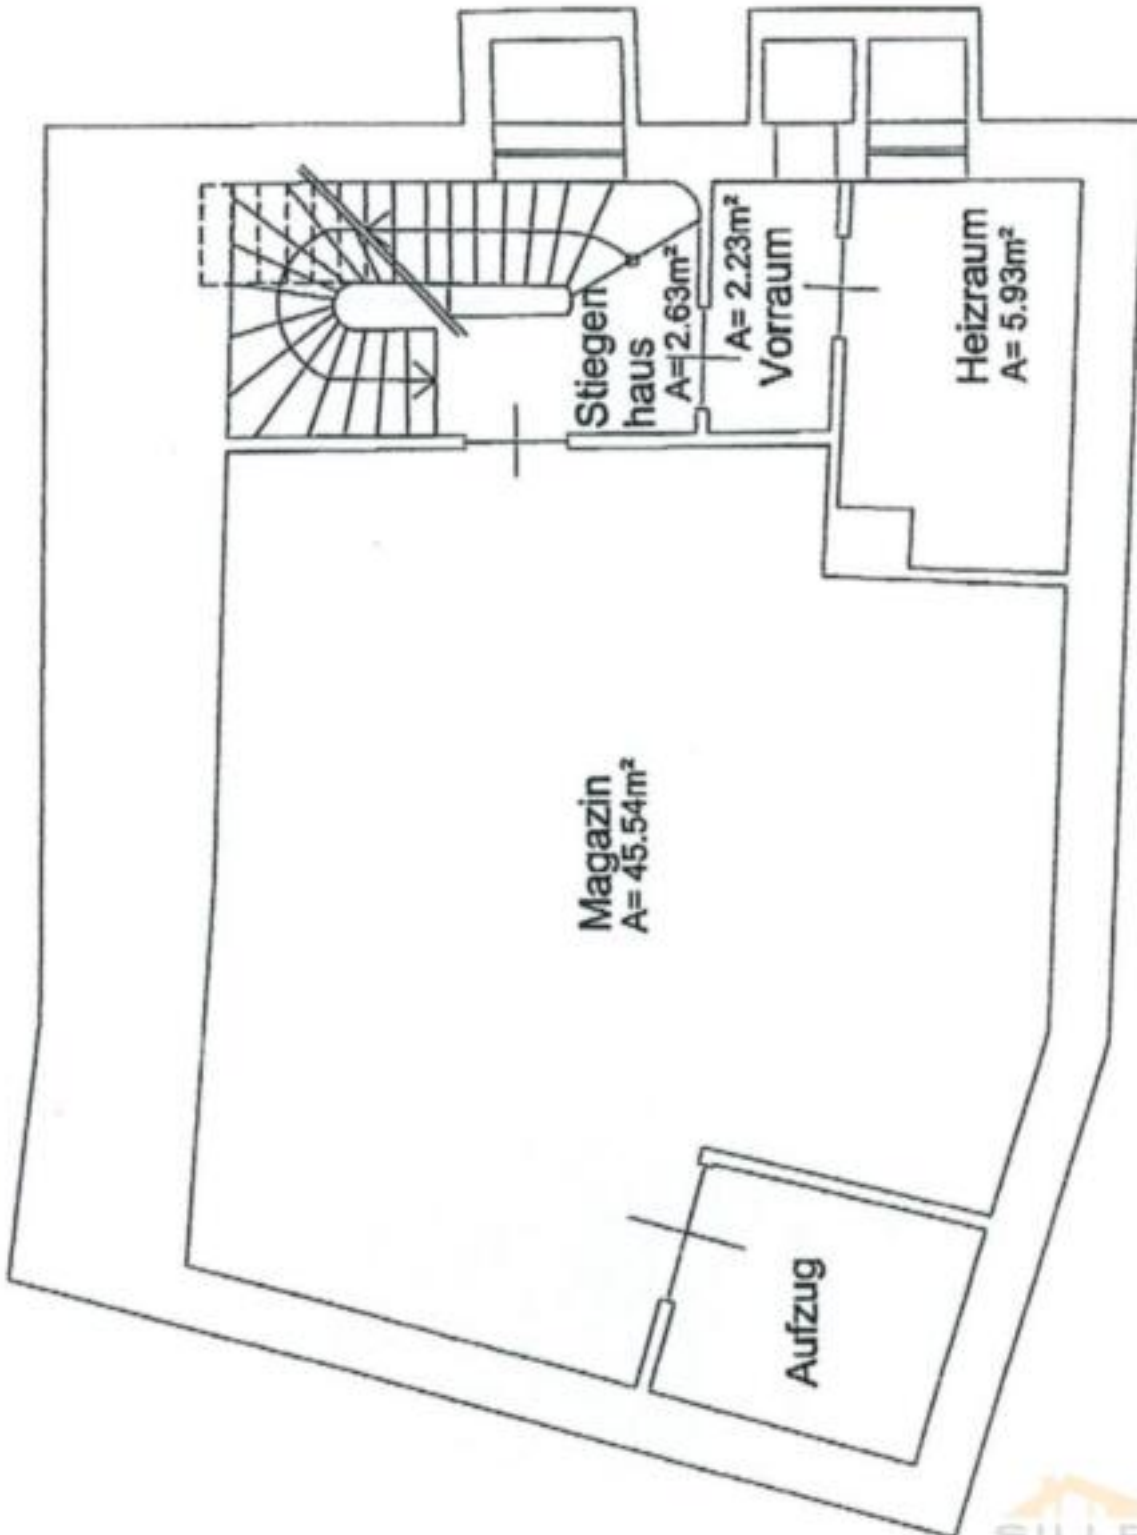 Stiegen
haus
A= 2.63m²
A= 2.23m²
Vorraum
Heizraum
A= 5.93m²
Magazin
A= 45.54m²
Aufzug